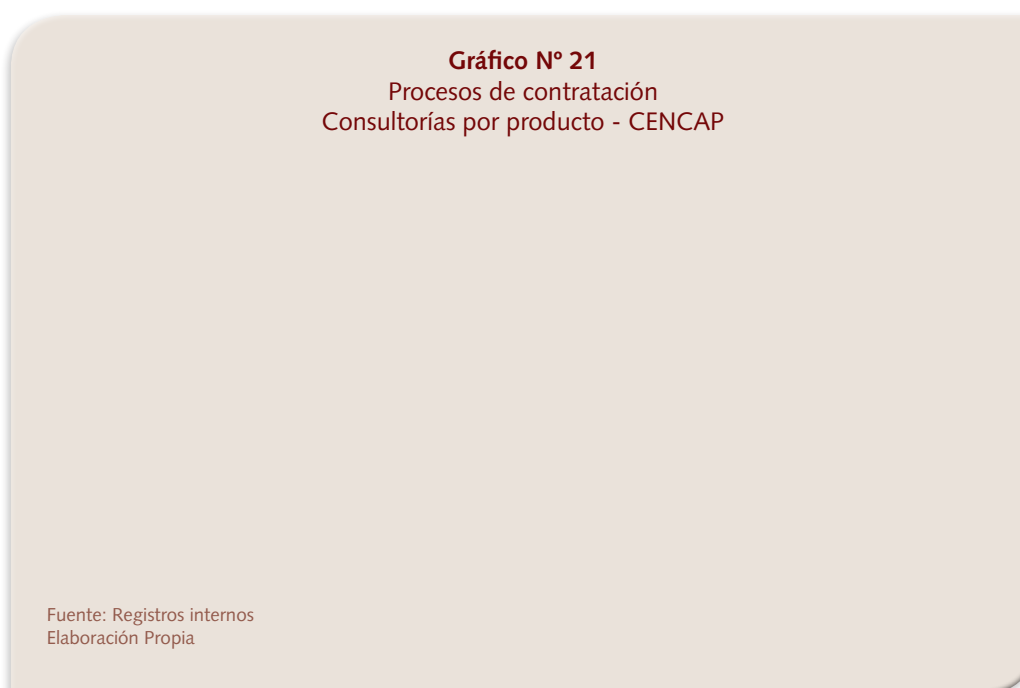 Gráfico Nº 21
Procesos de contratación
Consultorías por producto - CENCAP
Fuente: Registros internos
Elaboración Propia